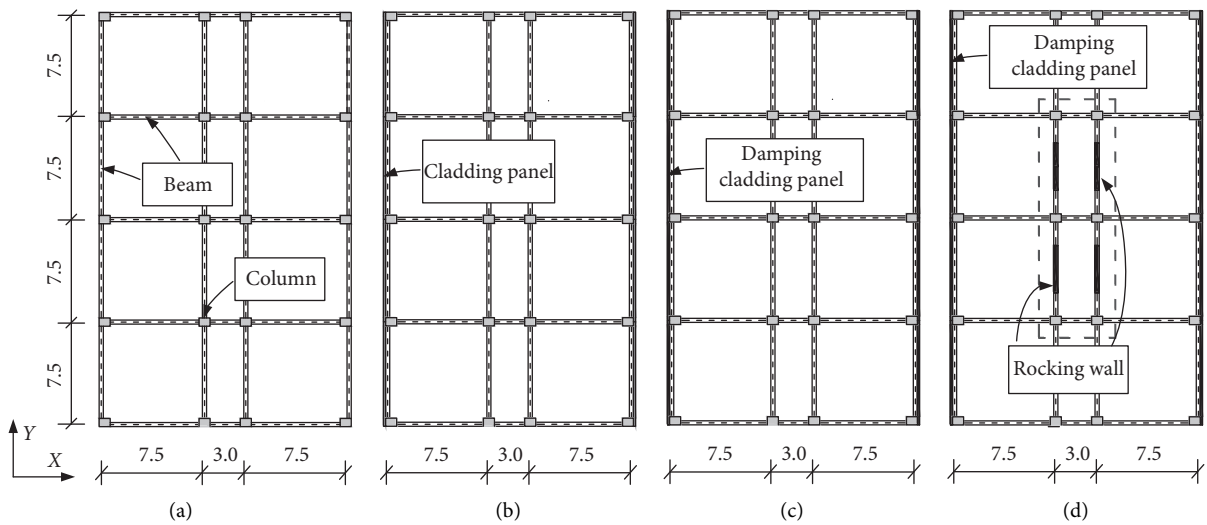 7.5
7.5
7.5
7.5
Beam
Column
Y
X
7.5 3.0 7.5
(a)
Cladding panel
7.5 3.0 7.5
(b)
Damping
cladding panel
7.5 3.0 7.5
(c)
Damping
cladding panel
Rocking wall
7.5 3.0 7.5
(d)